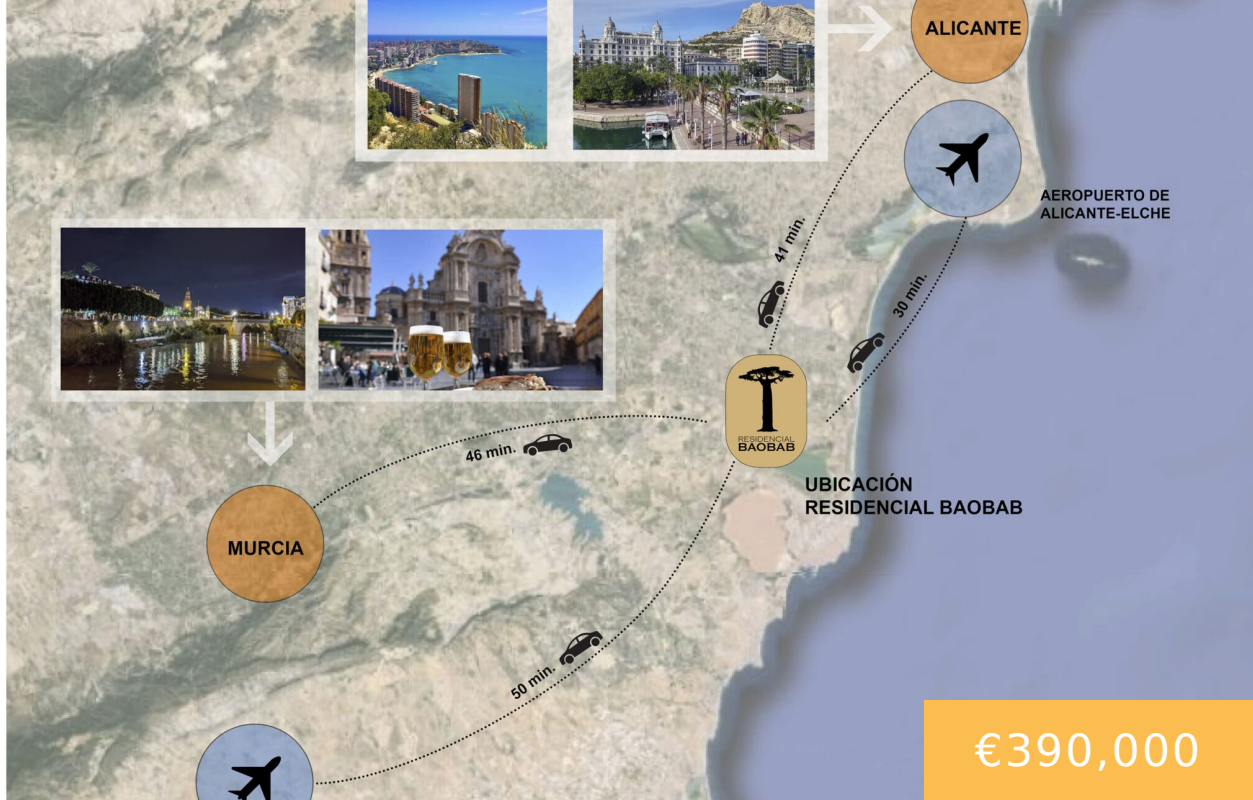 ALICANTE
AEROPUERTO DE
ALICANTE-ELCHE
41 min.
30 min.
RESIDENCIAL
BAOBAB
46 min.
UBICACIÓN
RESIDENCIAL BAOBAB
MURCIA
50 min.
€390,000